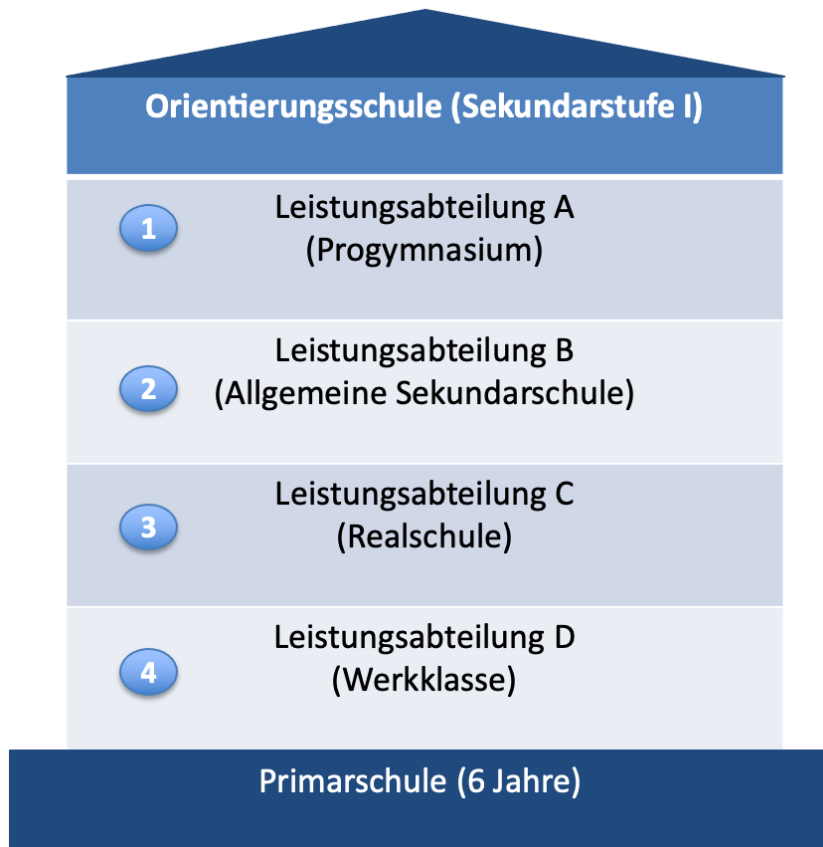 Orientierungsschule (Sekundarstufe I)
1
Leistungsabteilung A
(Progymnasium)
2
Leistungsabteilung B
(Allgemeine Sekundarschule)
3
Leistungsabteilung C
(Realschule)
4
Leistungsabteilung D
(Werkklasse)
Primarschule (6 Jahre)